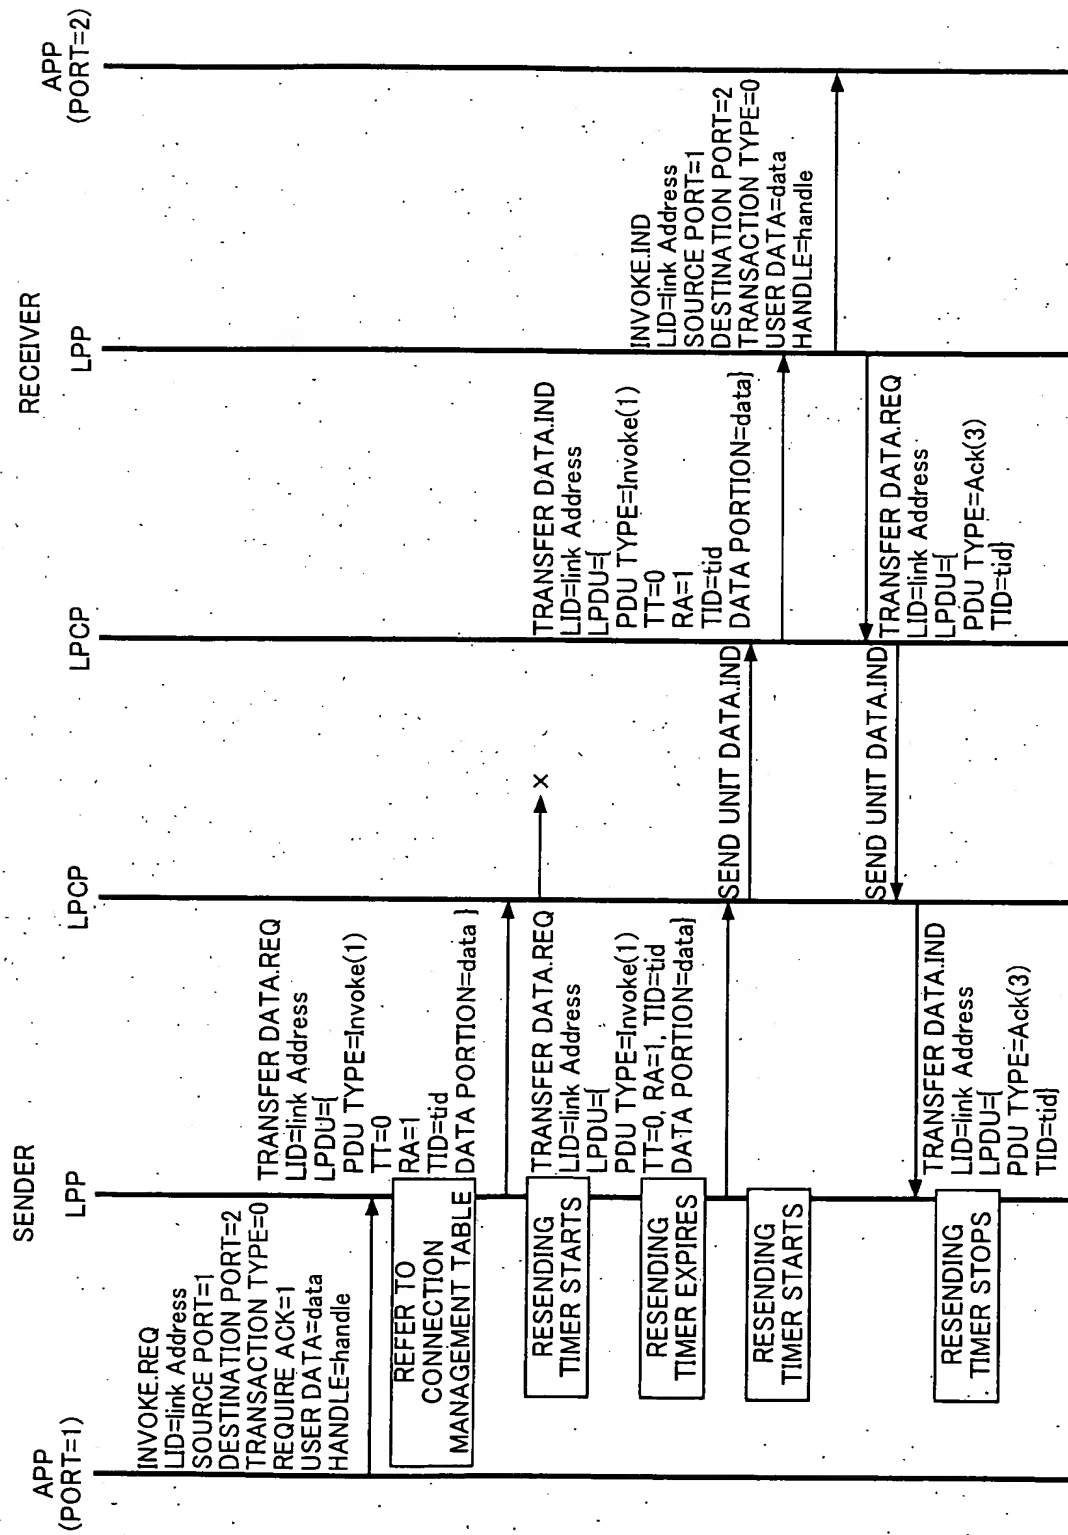 SENDER
RECEIVER
APP
(PORT=1)
LPP
LPCP
LPCP
LPP
APP
(PORT=2)
INVOKE.REQ
LID=link Address
SOURCE PORT=1
DESTINATION PORT=2
TRANSACTION TYPE=0
REQUIRE ACK=1
USER DATA=data
HANDLE=handle
REFER TO
CONNECTION
MANAGEMENT TABLE
TRANSFER DATA.REQ
LID=link Address
LPDU={
PDU TYPE=Invoke(1)
TT=0
RA=1
TID=tid
DATA PORTION=data }
RESENDING
TIMER STARTS
×
RESENDING
TIMER EXPIRES
TRANSFER DATA.REQ
LID=link Address
LPDU={
PDU TYPE=Invoke(1)
TT=0, RA=1, TID=tid
DATA PORTION=data}
RESENDING
TIMER STARTS
SEND UNIT DATA.IND
TRANSFER DATA.IND
LID=link Address
LPDU={
PDU TYPE=Invoke(1)
TT=0
RA=1
TID=tid
DATA PORTION=data}
INVOKE.IND
LID=link Address
SOURCE PORT=1
DESTINATION PORT=2
TRANSACTION TYPE=0
USER DATA=data
HANDLE=handle
TRANSFER DATA.REQ
LID=link Address
LPDU={
PDU TYPE=Ack(3)
TID=tid}
SEND UNIT DATA.IND
TRANSFER DATA.IND
LID=link Address
LPDU={
PDU TYPE=Ack(3)
TID=tid}
RESENDING
TIMER STOPS